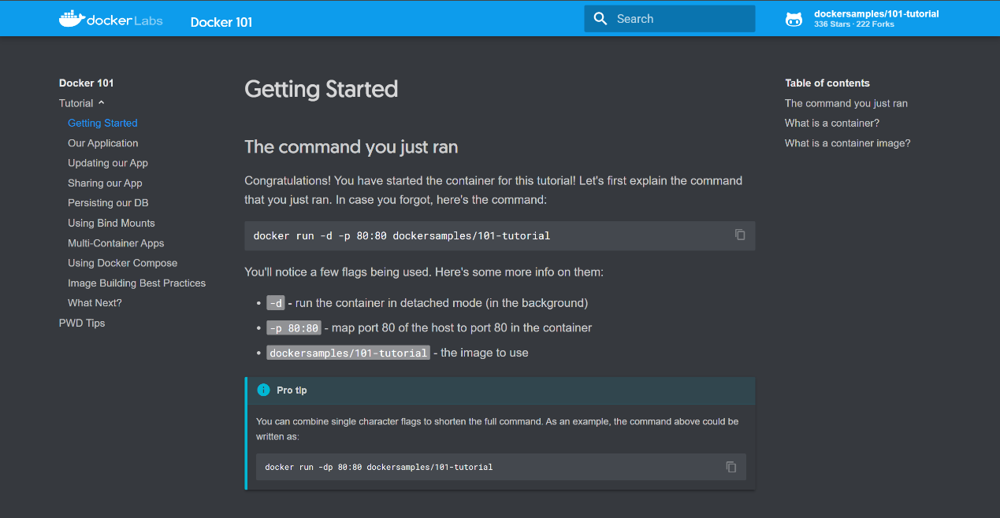 docker Labs
Docker 101
Search
dockersamples/101-tutorial
336 Stars · 222 Forks
Docker 101
Tutorial
Getting Started
Our Application
Updating our App
Sharing our App
Persisting our DB
Using Bind Mounts
Multi-Container Apps
Using Docker Compose
Image Building Best Practices
What Next?
PWD Tips
Getting Started
The command you just ran
Congratulations! You have started the container for this tutorial! Let's first explain the command
that you just ran. In case you forgot, here's the command:
docker run -d -p 80:80 dockersamples/101-tutorial
You'll notice a few flags being used. Here's some more info on them:
• -d - run the container in detached mode (in the background)
• -p 80:80 - map port 80 of the host to port 80 in the container
• dockersamples/101-tutorial - the image to use
Pro tip
You can combine single character flags to shorten the full command. As an example, the command above could be
written as:
docker run -dp 80:80 dockersamples/101-tutorial
Table of contents
The command you just ran
What is a container?
What is a container image?